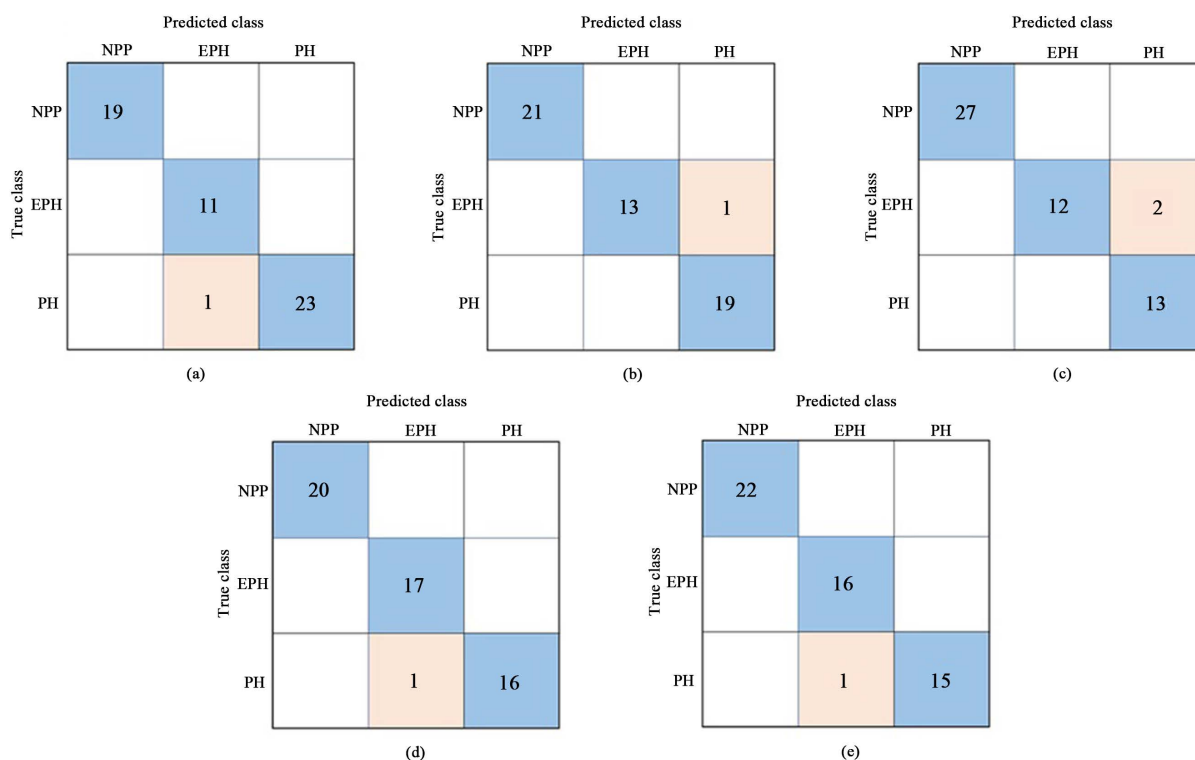 Predicted class
NPP EPH PH
NPP 19
EPH 11
PH 1 23
True class
(a)
Predicted class
NPP EPH PH
NPP 21
EPH 13 1
PH 19
True class
(b)
Predicted class
NPP EPH PH
NPP 27
EPH 12 2
PH 13
True class
(c)
Predicted class
NPP EPH PH
NPP 20
EPH 17
PH 1 16
True class
(d)
Predicted class
NPP EPH PH
NPP 22
EPH 16
PH 1 15
True class
(e)